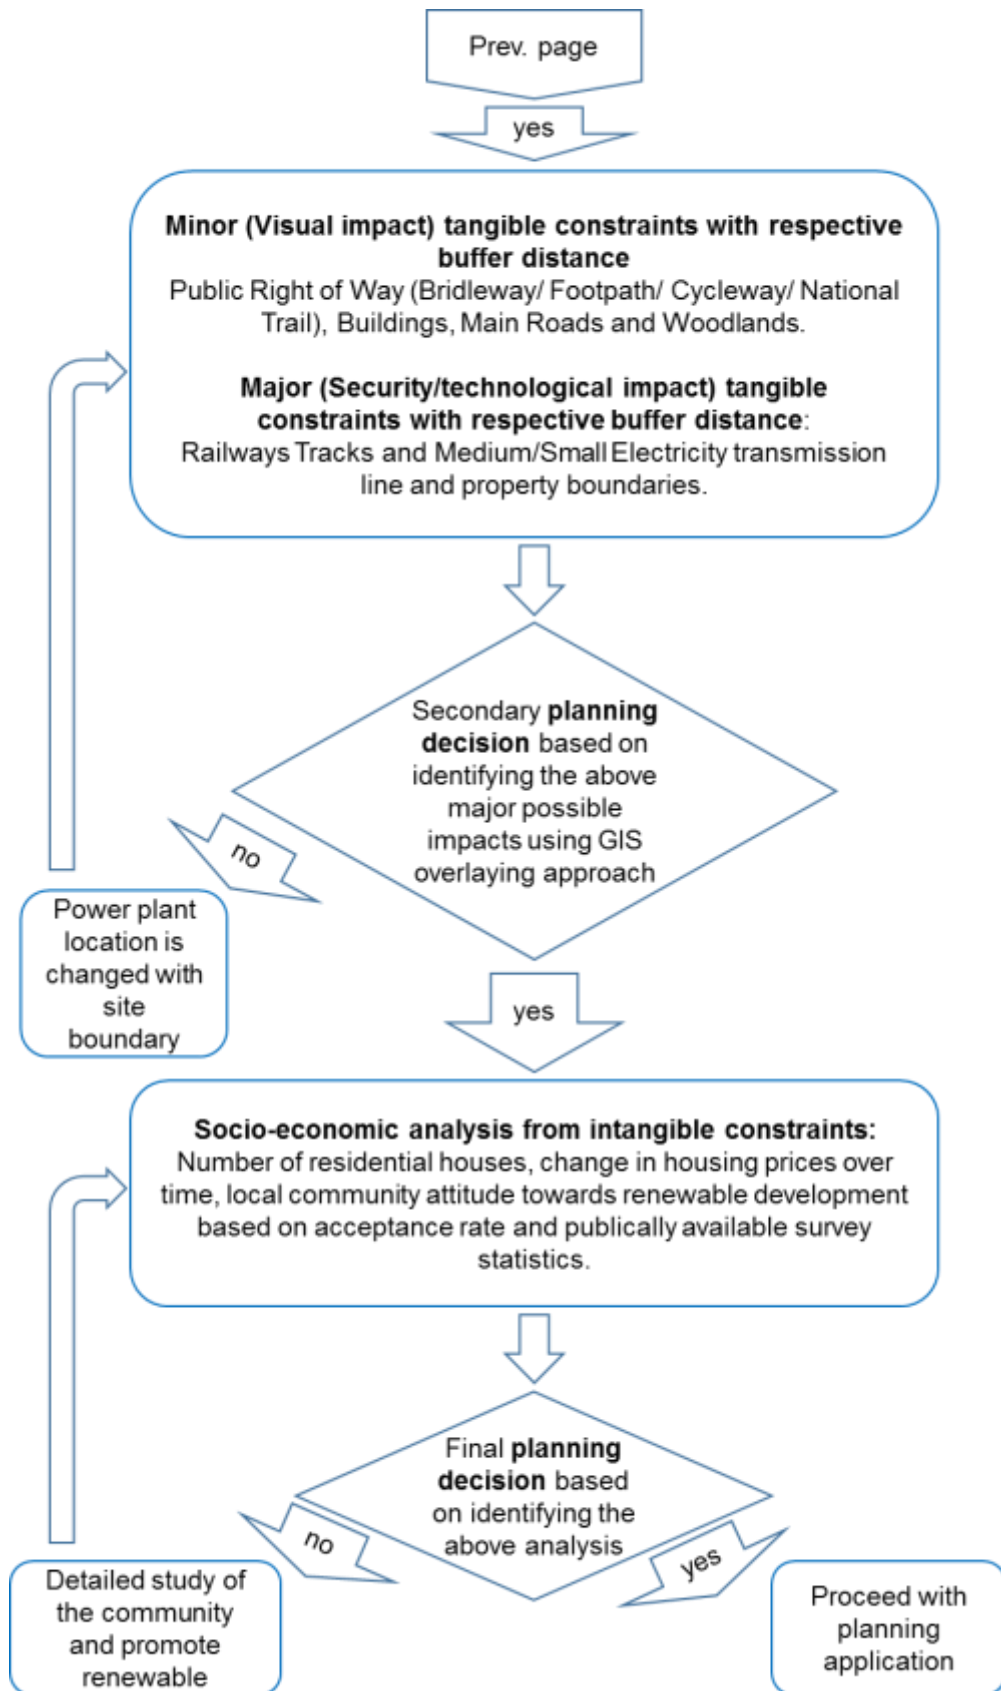 Prev. page
yes
Minor (Visual impact) tangible constraints with respective
buffer distance
Public Right of Way (Bridleway/ Footpath/ Cycleway/ National
Trail), Buildings, Main Roads and Woodlands.
Major (Security/technological impact) tangible
constraints with respective buffer distance:
Railways Tracks and Medium/Small Electricity transmission
line and property boundaries.
Secondary planning
decision based on
identifying the above
major possible
impacts using GIS
overlaying approach
no
Power plant
location is
changed with
site
boundary
yes
Socio-economic analysis from intangible constraints:
Number of residential houses, change in housing prices over
time, local community attitude towards renewable development
based on acceptance rate and publically available survey
statistics.
Final planning
decision based
on identifying the
above analysis
no
yes
Detailed study of
the community
and promote
renewable
Proceed with
planning
application